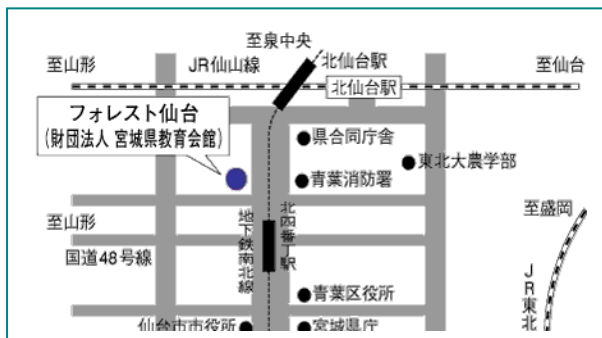 至泉中央
至山形
JR仙山線
北仙台駅
至仙台
北仙台駅
フォレスト仙台
(財団法人 宮城県教育会館)
県合同庁舎
東北大農学部
青葉消防署
至盛岡
至山形
国道48号線
地下鉄南北線
北四番丁駅
JR東北
青葉区役所
仙台市市役所
宮城県庁